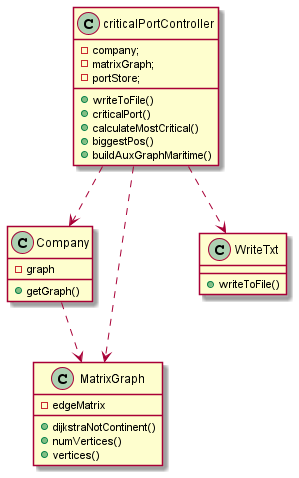 C criticalPortController
company;
matrixGraph;
portStore;
writeToFile()
criticalPort()
calculateMostCritical()
biggestPos()
buildAuxGraphMaritime()
C Company
graph
getGraph()
C WriteTxt
writeToFile()
C MatrixGraph
edgeMatrix
dijkstraNotContinent()
numVertices()
vertices()